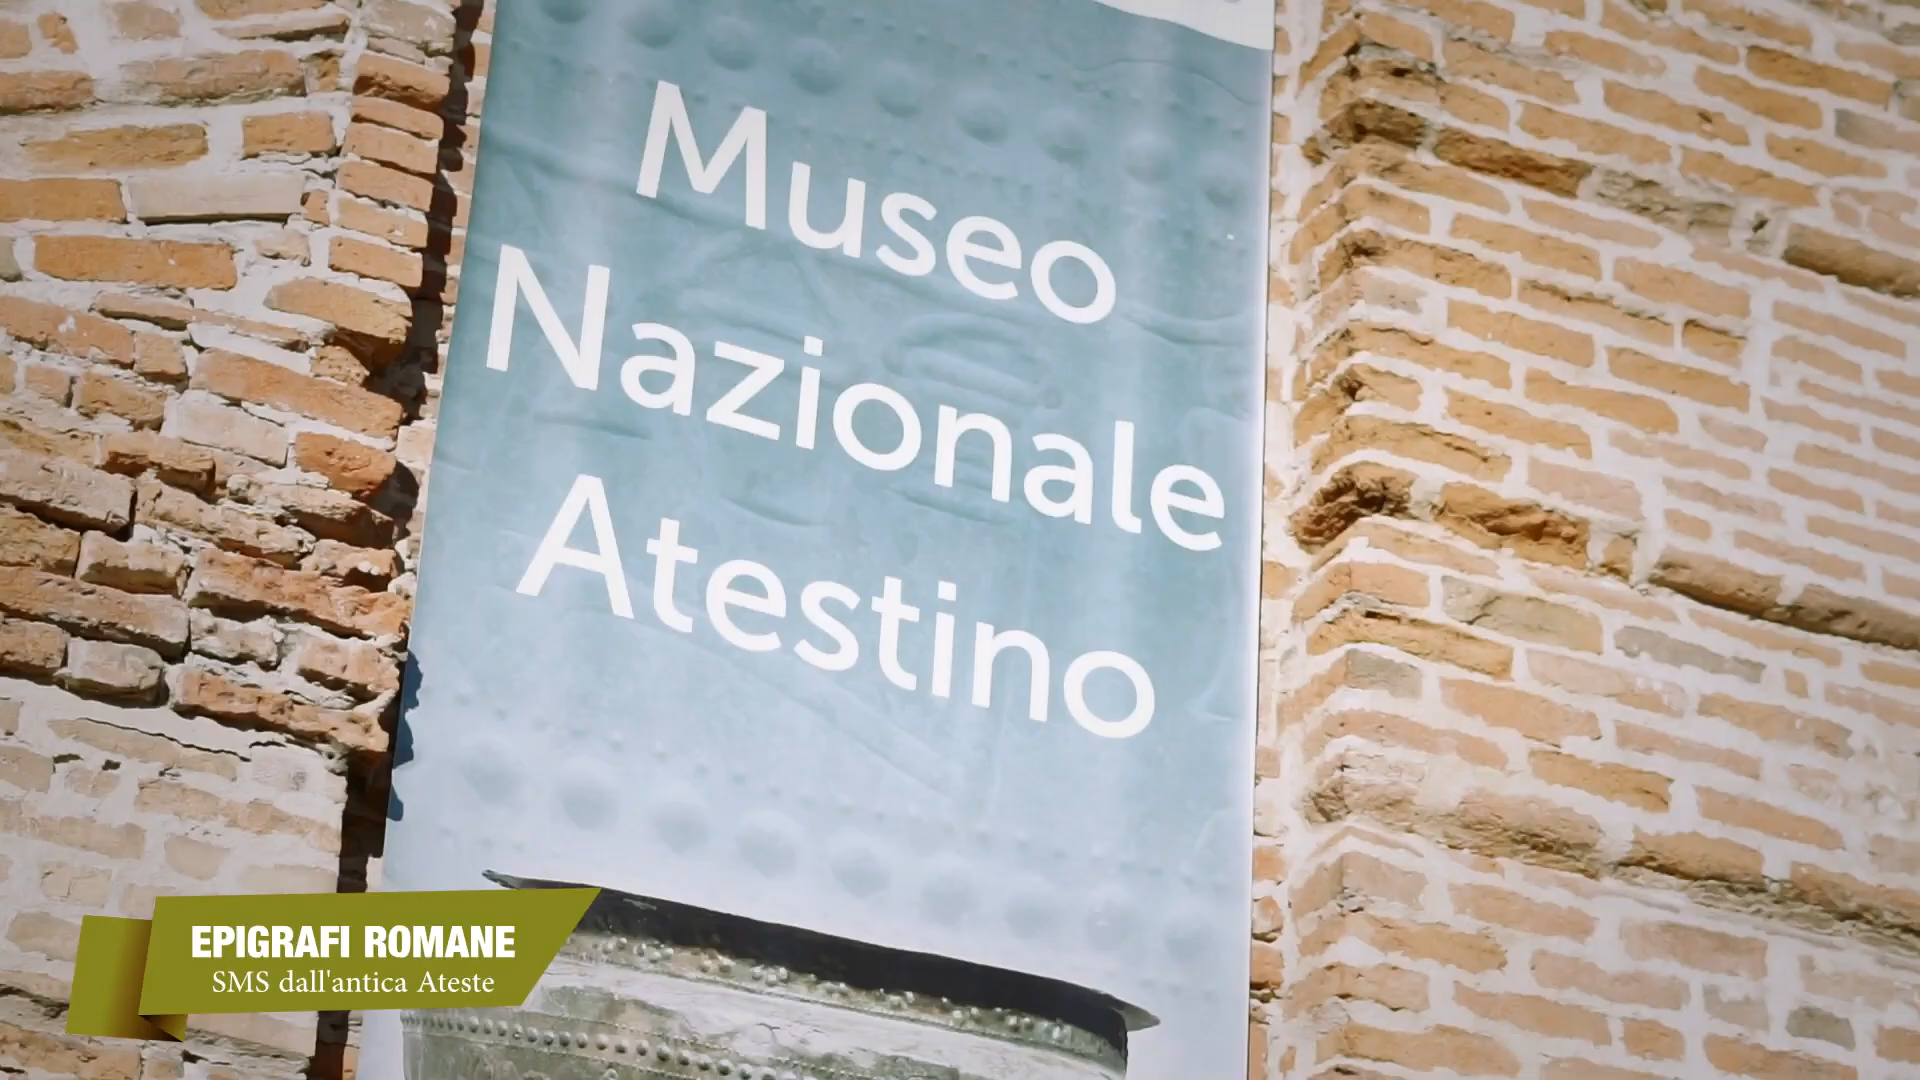 Museo
Nazionale
Atestino
EPIGRAFI ROMANE
SMS dall'antica Ateste